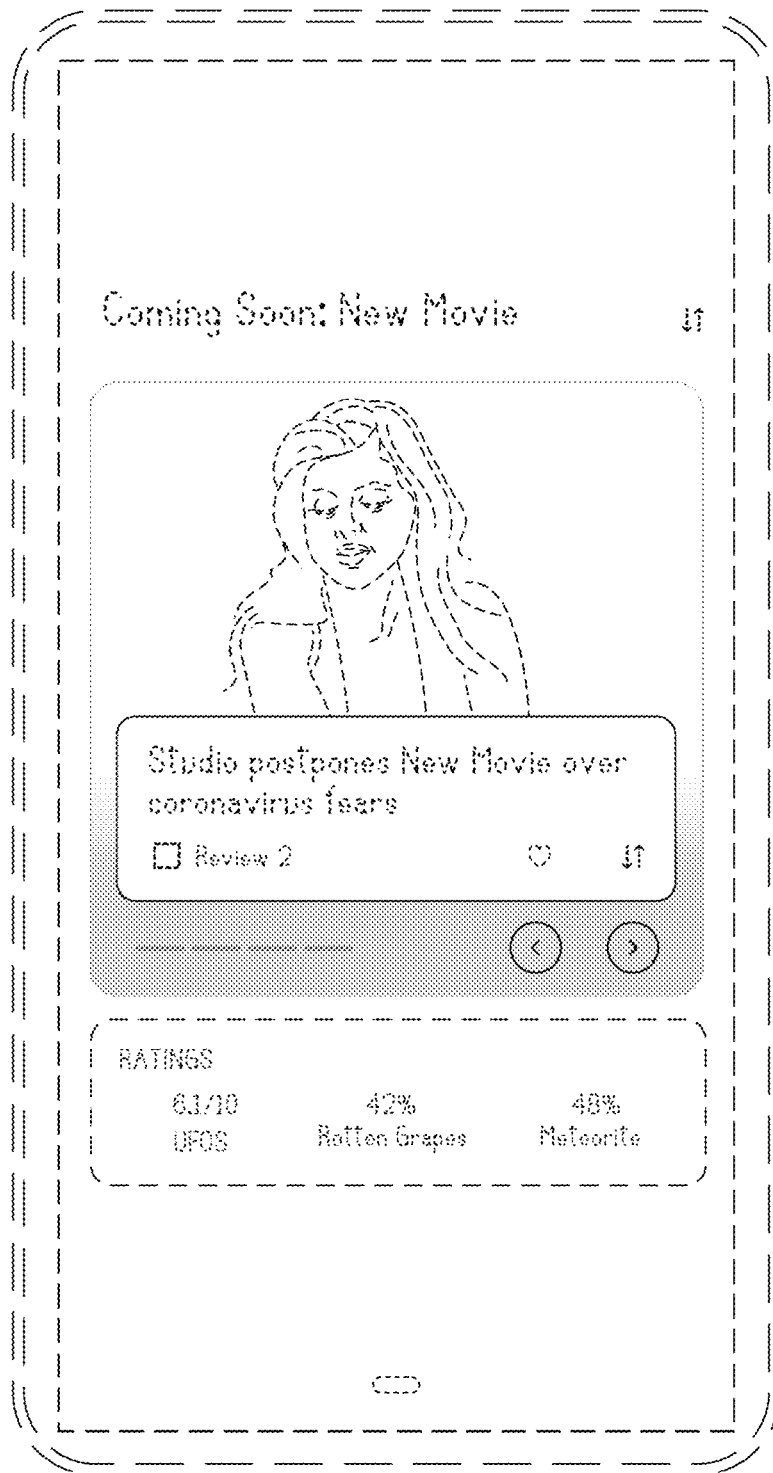 Coming Soon: New Movie
Studio postpones New Movie over
coronavirus fears
Review 2
RATINGS
6.1/10 42% 48%
UFOS Rotten Grapes Meteorite